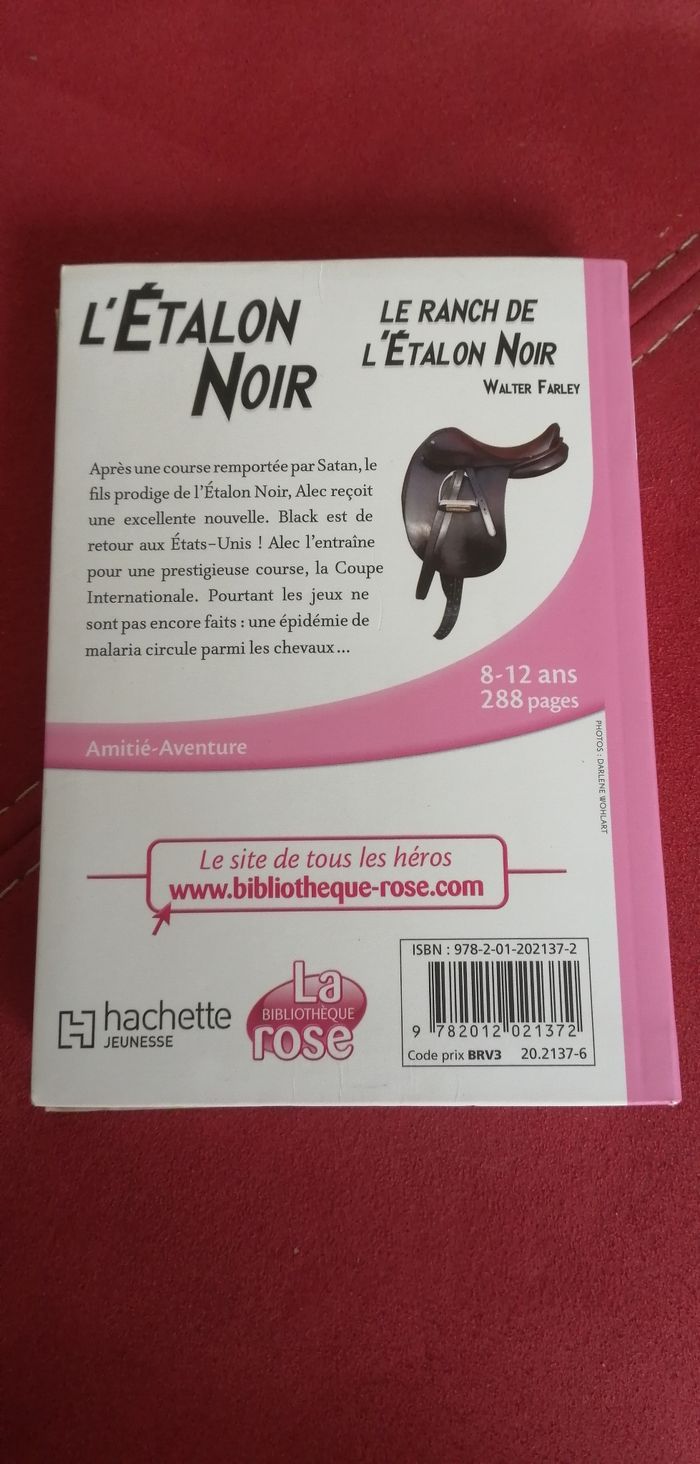 L'ÉTALON
NOIR
LE RANCH DE
L'ÉTALON NOIR
WALTER FARLEY
Après une course remportée par Satan, le
fils prodige de l'Étalon Noir, Alec reçoit
une excellente nouvelle. Black est de
retour aux États-Unis ! Alec l'entraîne
pour une prestigieuse course, la Coupe
Internationale. Pourtant les jeux ne
sont pas encore faits : une épidémie de
malaria circule parmi les chevaux...
8-12 ans
288 pages
Amitié-Aventure
PHOTOS : DARLENE WOHLART
Le site de tous les héros
www.bibliotheque-rose.com
hachette
JEUNESSE
La
BIBLIOTHÈQUE
rose
ISBN : 978-2-01-202137-2
9 782012 021372
Code prix BRV3 20.2137-6